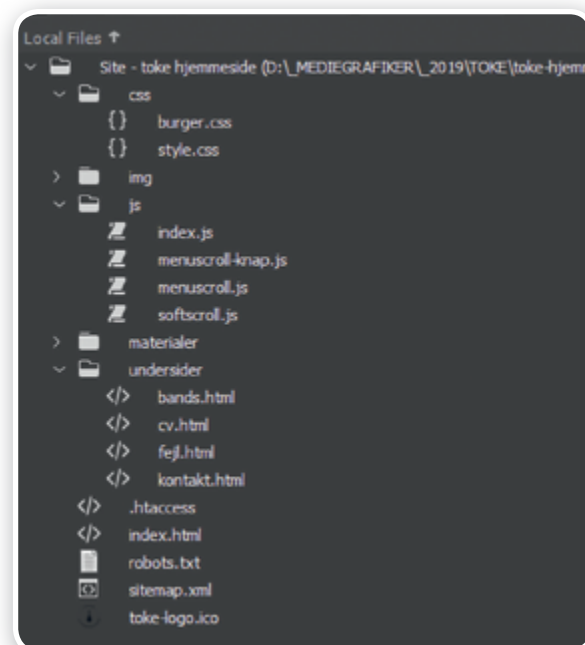 Local Files ↑
Site - toke hjemmeside (D:\_MEDIEGRAFIKER\_2019\TOKE\toke-hjemm
css
burger.css
style.css
img
js
index.js
menuscroll-knap.js
menuscroll.js
softscroll.js
materialer
undersider
bands.html
cv.html
fejl.html
kontakt.html
.htaccess
index.html
robots.txt
sitemap.xml
toke-logo.ico